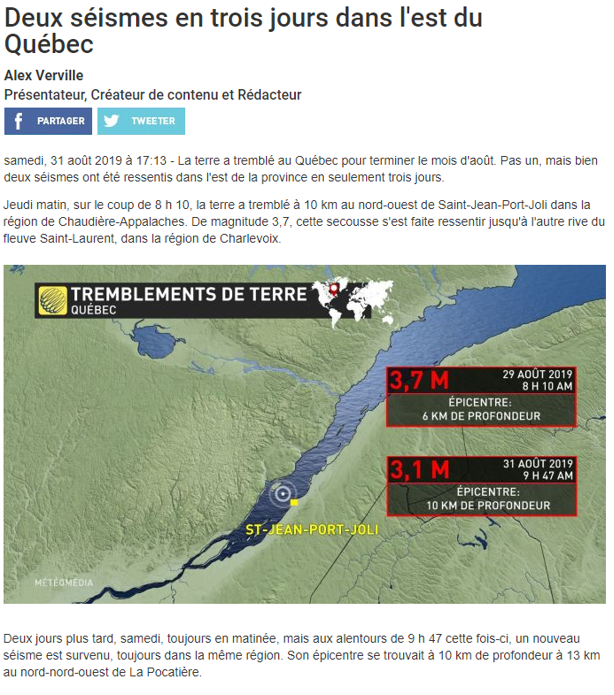 Deux séismes en trois jours dans l'est du
Québec
Alex Verville
Présentateur, Créateur de contenu et Rédacteur
PARTAGER
TWEETER
samedi, 31 août 2019 à 17:13 - La terre a tremblé au Québec pour terminer le mois d'août. Pas un, mais bien
deux séismes ont été ressentis dans l'est de la province en seulement trois jours.
Jeudi matin, sur le coup de 8 h 10, la terre a tremblé à 10 km au nord-ouest de Saint-Jean-Port-Joli dans la
région de Chaudière-Appalaches. De magnitude 3,7, cette secousse s'est faite ressentir jusqu'à l'autre rive du
fleuve Saint-Laurent, dans la région de Charlevoix.
TREMBLEMENTS DE TERRE
QUÉBEC
3,7 M
29 AOÛT 2019
8 H 10 AM
ÉPICENTRE:
6 KM DE PROFONDEUR
3,1 M
31 AOÛT 2019
9 H 47 AM
ÉPICENTRE:
10 KM DE PROFONDEUR
ST-JEAN-PORT-JOLI
MÉTÉOMÉDIA
Deux jours plus tard, samedi, toujours en matinée, mais aux alentours de 9 h 47 cette fois-ci, un nouveau
séisme est survenu, toujours dans la même région. Son épicentre se trouvait à 10 km de profondeur à 13 km
au nord-nord-ouest de La Pocatière.